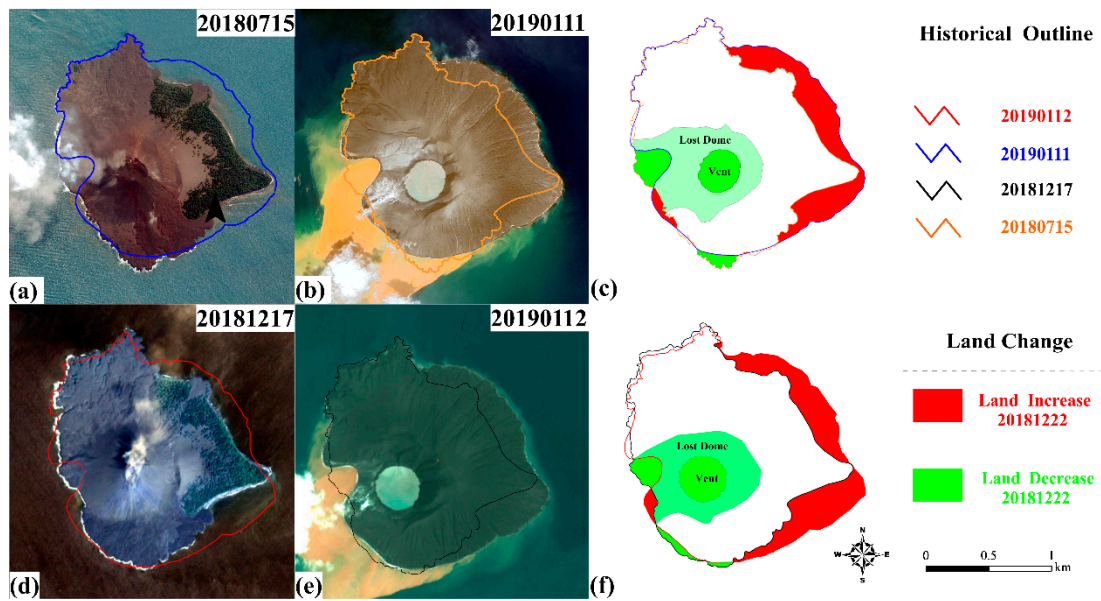 20180715
(a)
20190111
(b)
Lost Dome
Vent
(c)
Historical Outline
20190112
20190111
20181217
20180715
20181217
(d)
20190112
(e)
Lost Dome
Vent
(f)
N
W
E
S
Land Change
Land Increase
20181222
Land Decrease
20181222
0
0.5
1
km